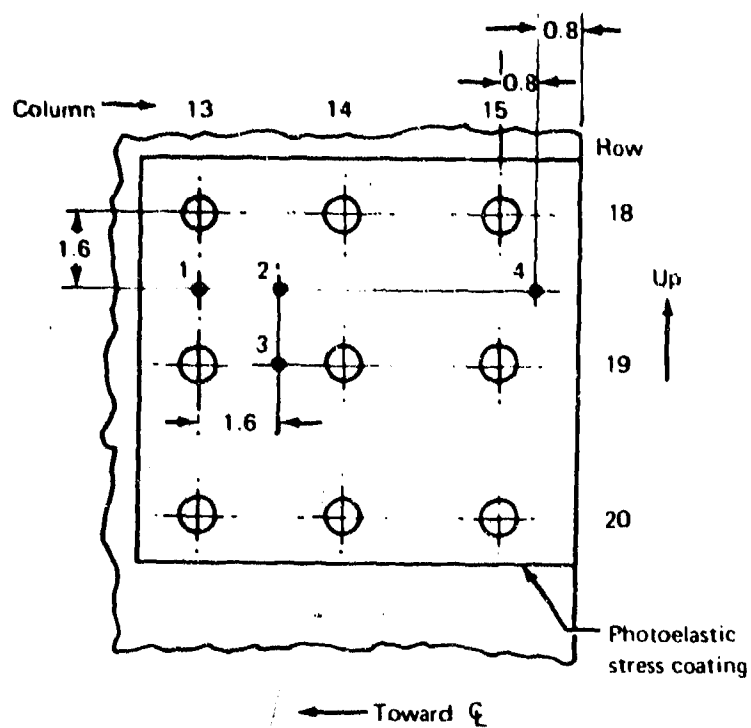 0.8
0.8
Column 13 14 15
Row
18
1.6
1 2 4
Up
3
19
1.6
20
Photoelastic
stress coating
Toward ℄